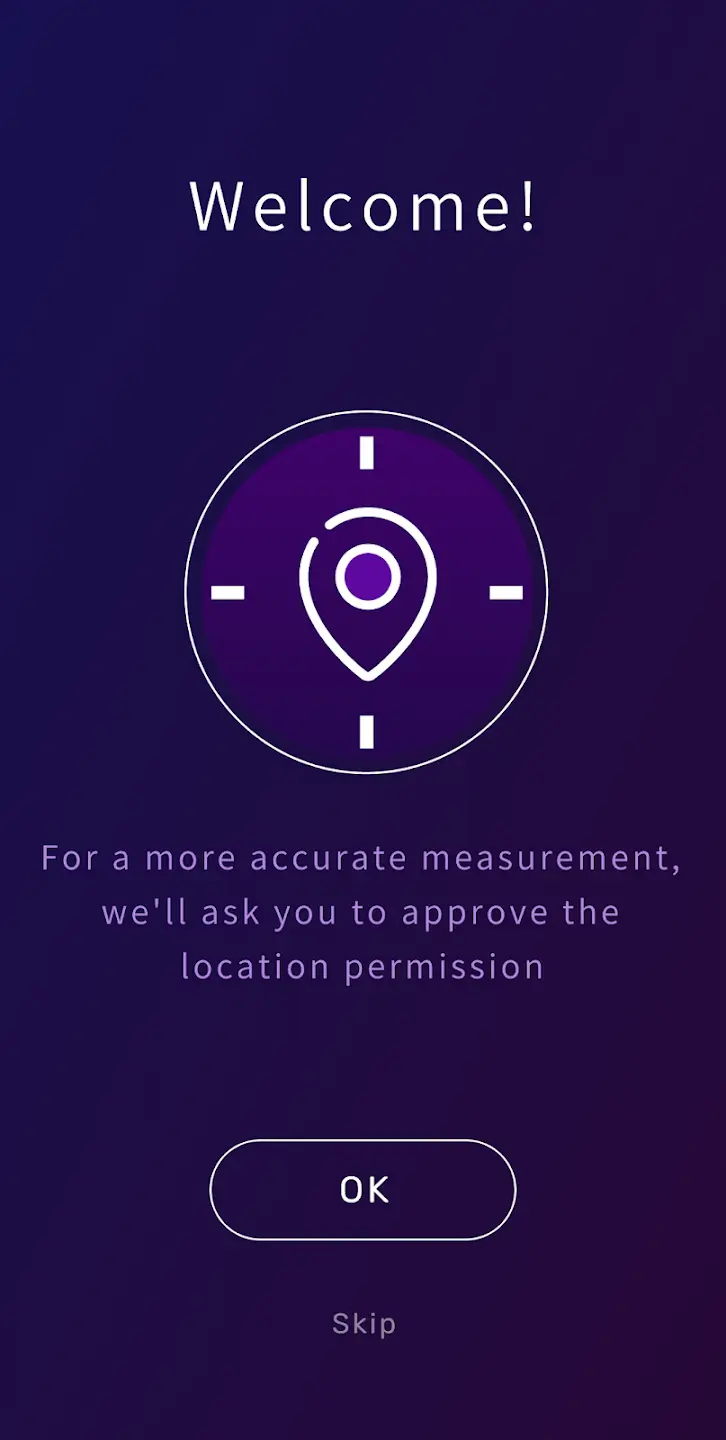 Welcome!
For a more accurate measurement,
we'll ask you to approve the
location permission
OK
Skip